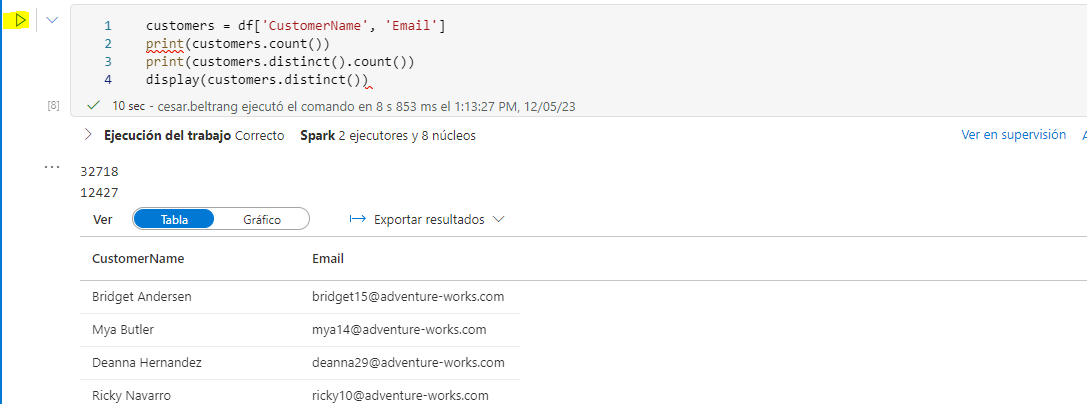 1 customers = df['CustomerName', 'Email']
2 print(customers.count())
3 print(customers.distinct().count())
4 display(customers.distinct())
[8] 10 sec - cesar.beltrang ejecutó el comando en 8 s 853 ms el 1:13:27 PM, 12/05/23
Ejecución del trabajo Correcto Spark 2 ejecutores y 8 núcleos Ver en supervisión A
32718
12427
Ver Tabla Gráfico Exportar resultados
CustomerName Email
Bridget Andersen bridget15@adventure-works.com
Mya Butler mya14@adventure-works.com
Deanna Hernandez deanna29@adventure-works.com
Ricky Navarro ricky10@adventure-works.com